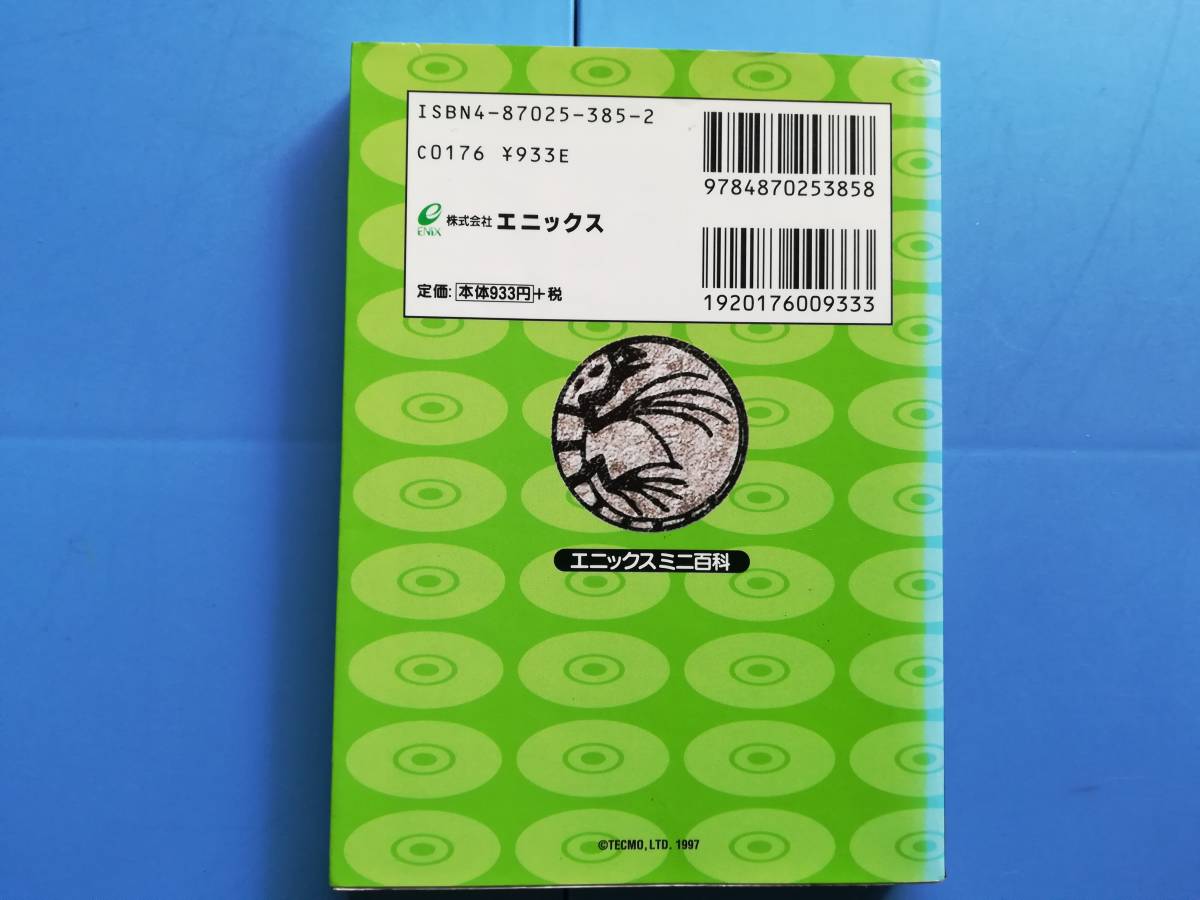 ISBN4-87025-385-2
C0176 ¥933E
9784870253858
ENIX
株式会社 エニックス
定価: 本体933円+税
1920176009333
エニックスミニ百科
©TECMO, LTD. 1997